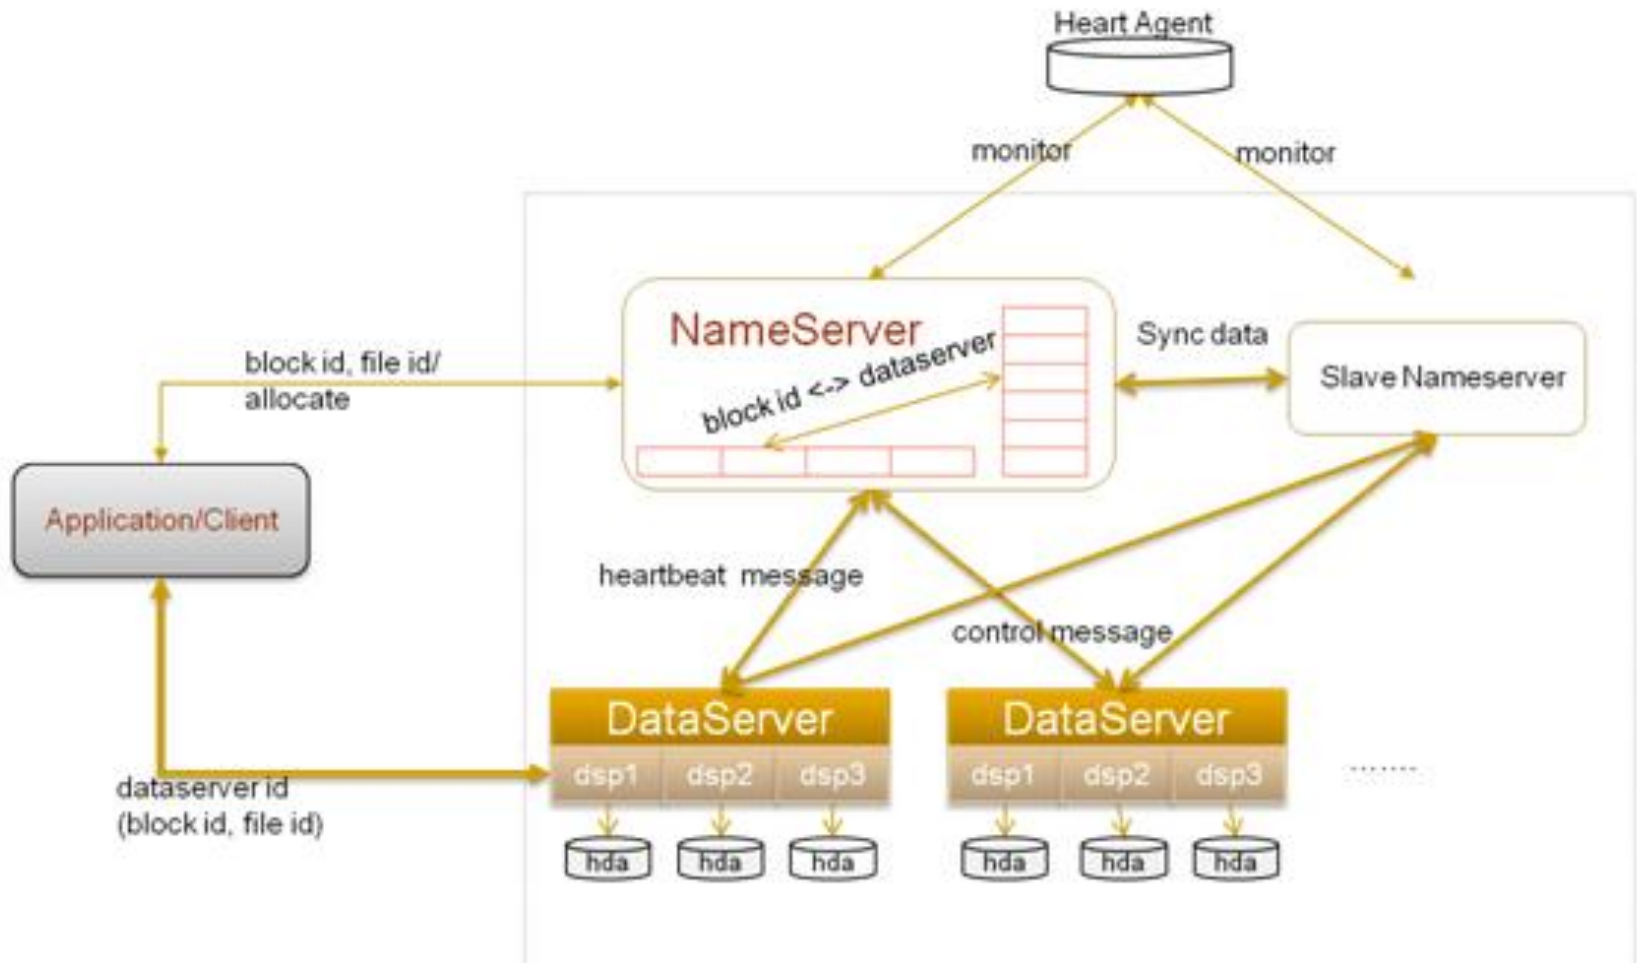 Heart Agent
monitor
monitor
NameServer
block id <-> dataserver
Sync data
Slave Nameserver
block id, file id/
allocate
Application/Client
heartbeat message
control message
DataServer
dsp1 dsp2 dsp3
hda hda hda
DataServer
dsp1 dsp2 dsp3
hda hda hda
........
dataserver id
(block id, file id)